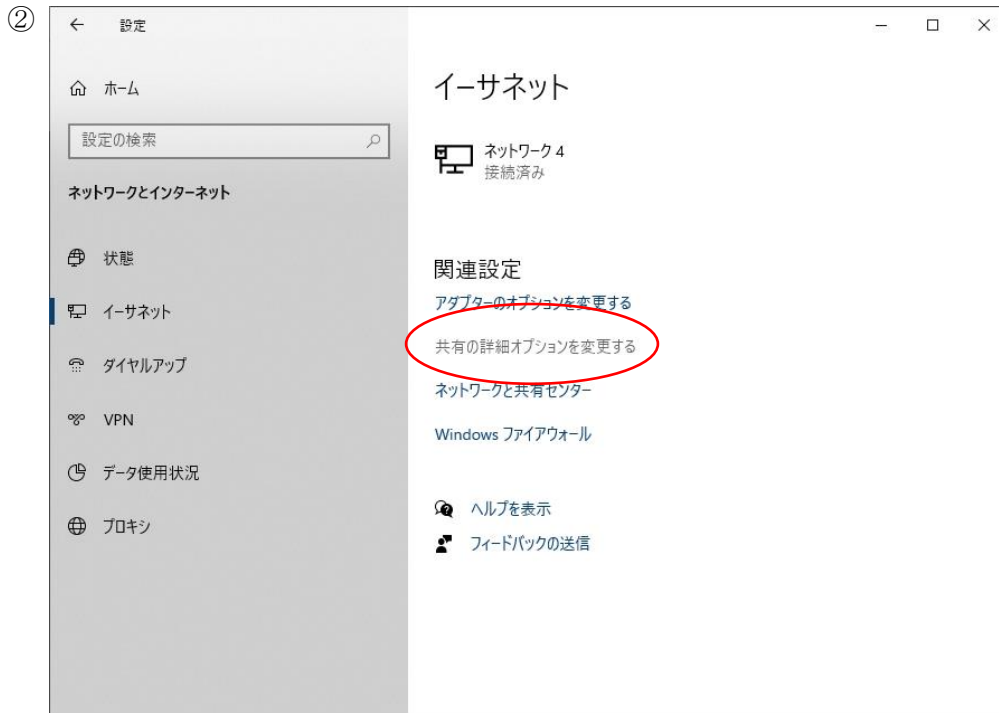 ②
設定
ホーム
設定の検索
ネットワークとインターネット
状態
イーサネット
ダイヤルアップ
VPN
データ使用状況
プロキシ
イーサネット
ネットワーク 4
接続済み
関連設定
アダプターのオプションを変更する
共有の詳細オプションを変更する
ネットワークと共有センター
Windows ファイアウォール
ヘルプを表示
フィードバックの送信